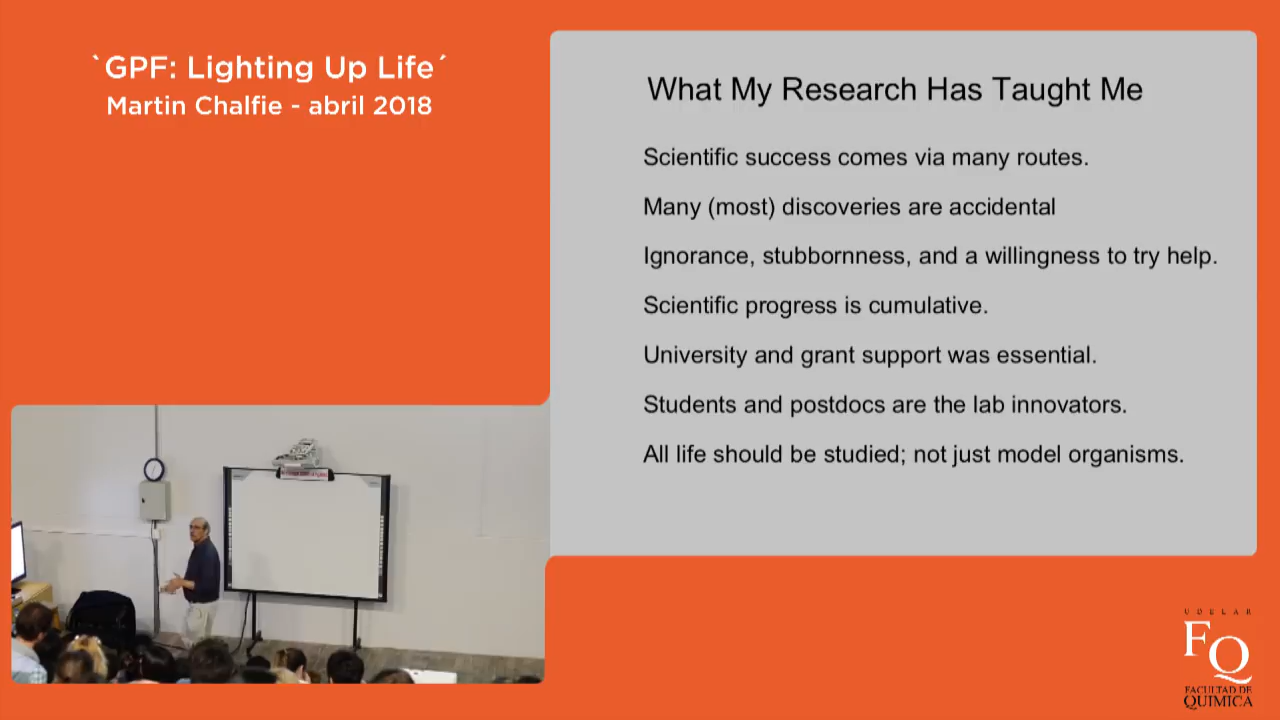 `GPF: Lighting Up Life´
Martin Chalfie - abril 2018
What My Research Has Taught Me
Scientific success comes via many routes.
Many (most) discoveries are accidental
Ignorance, stubbornness, and a willingness to try help.
Scientific progress is cumulative.
University and grant support was essential.
Students and postdocs are the lab innovators.
All life should be studied; not just model organisms.
UDELAR
FQ
FACULTAD DE
QUIMICA